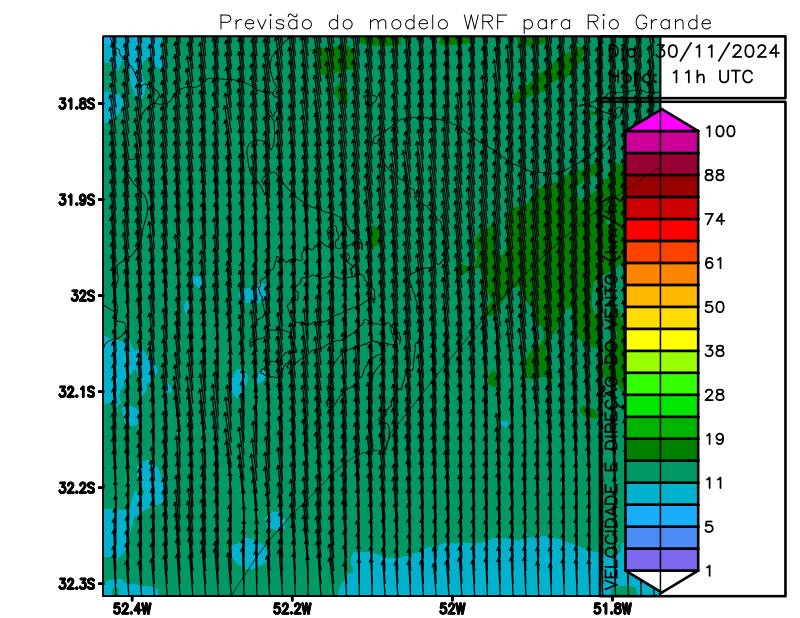 Previsão do modelo WRF para Rio Grande
Dia: 30/11/2024
Hora: 11h UTC
31.8S
31.9S
32S
32.1S
32.2S
32.3S
52.4W
52.2W
52W
51.8W
VELOCIDADE E DIREÇÃO DO VENTO (km/h)
100
88
74
61
50
38
28
19
11
5
1